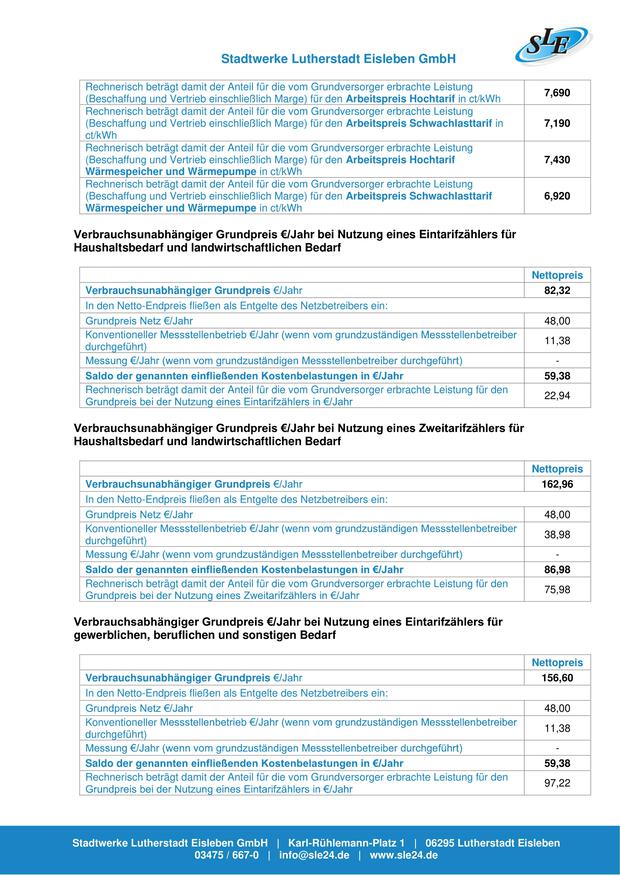 Stadtwerke Lutherstadt Eisleben GmbH
SLE
Rechnerisch beträgt damit der Anteil für die vom Grundversorger erbrachte Leistung
(Beschaffung und Vertrieb einschließlich Marge) für den Arbeitspreis Hochtarif in ct/kWh
7,690
Rechnerisch beträgt damit der Anteil für die vom Grundversorger erbrachte Leistung
(Beschaffung und Vertrieb einschließlich Marge) für den Arbeitspreis Schwachlasttarif in
ct/kWh
7,190
Rechnerisch beträgt damit der Anteil für die vom Grundversorger erbrachte Leistung
(Beschaffung und Vertrieb einschließlich Marge) für den Arbeitspreis Hochtarif
Wärmespeicher und Wärmepumpe in ct/kWh
7,430
Rechnerisch beträgt damit der Anteil für die vom Grundversorger erbrachte Leistung
(Beschaffung und Vertrieb einschließlich Marge) für den Arbeitspreis Schwachlasttarif
Wärmespeicher und Wärmepumpe in ct/kWh
6,920
Verbrauchsunabhängiger Grundpreis €/Jahr bei Nutzung eines Eintarifzählers für
Haushaltsbedarf und landwirtschaftlichen Bedarf
Nettopreis
Verbrauchsunabhängiger Grundpreis €/Jahr 82,32
In den Netto-Endpreis fließen als Entgelte des Netzbetreibers ein:
Grundpreis Netz €/Jahr 48,00
Konventioneller Messstellenbetrieb €/Jahr (wenn vom grundzuständigen Messstellenbetreiber
durchgeführt)
11,38
Messung €/Jahr (wenn vom grundzuständigen Messstellenbetreiber durchgeführt) -
Saldo der genannten einfließenden Kostenbelastungen in €/Jahr 59,38
Rechnerisch beträgt damit der Anteil für die vom Grundversorger erbrachte Leistung für den
Grundpreis bei der Nutzung eines Eintarifzählers in €/Jahr
22,94
Verbrauchsunabhängiger Grundpreis €/Jahr bei Nutzung eines Zweitarifzählers für
Haushaltsbedarf und landwirtschaftlichen Bedarf
Nettopreis
Verbrauchsunabhängiger Grundpreis €/Jahr 162,96
In den Netto-Endpreis fließen als Entgelte des Netzbetreibers ein:
Grundpreis Netz €/Jahr 48,00
Konventioneller Messstellenbetrieb €/Jahr (wenn vom grundzuständigen Messstellenbetreiber
durchgeführt)
38,98
Messung €/Jahr (wenn vom grundzuständigen Messstellenbetreiber durchgeführt) -
Saldo der genannten einfließenden Kostenbelastungen in €/Jahr 86,98
Rechnerisch beträgt damit der Anteil für die vom Grundversorger erbrachte Leistung für den
Grundpreis bei der Nutzung eines Zweitarifzählers in €/Jahr
75,98
Verbrauchsabhängiger Grundpreis €/Jahr bei Nutzung eines Eintarifzählers für
gewerblichen, beruflichen und sonstigen Bedarf
Nettopreis
Verbrauchsunabhängiger Grundpreis €/Jahr 156,60
In den Netto-Endpreis fließen als Entgelte des Netzbetreibers ein:
Grundpreis Netz €/Jahr 48,00
Konventioneller Messstellenbetrieb €/Jahr (wenn vom grundzuständigen Messstellenbetreiber
durchgeführt)
11,38
Messung €/Jahr (wenn vom grundzuständigen Messstellenbetreiber durchgeführt) -
Saldo der genannten einfließenden Kostenbelastungen in €/Jahr 59,38
Rechnerisch beträgt damit der Anteil für die vom Grundversorger erbrachte Leistung für den
Grundpreis bei der Nutzung eines Eintarifzählers in €/Jahr
97,22
Stadtwerke Lutherstadt Eisleben GmbH | Karl-Rühlemann-Platz 1 | 06295 Lutherstadt Eisleben
03475 / 667-0 | info@sle24.de | www.sle24.de